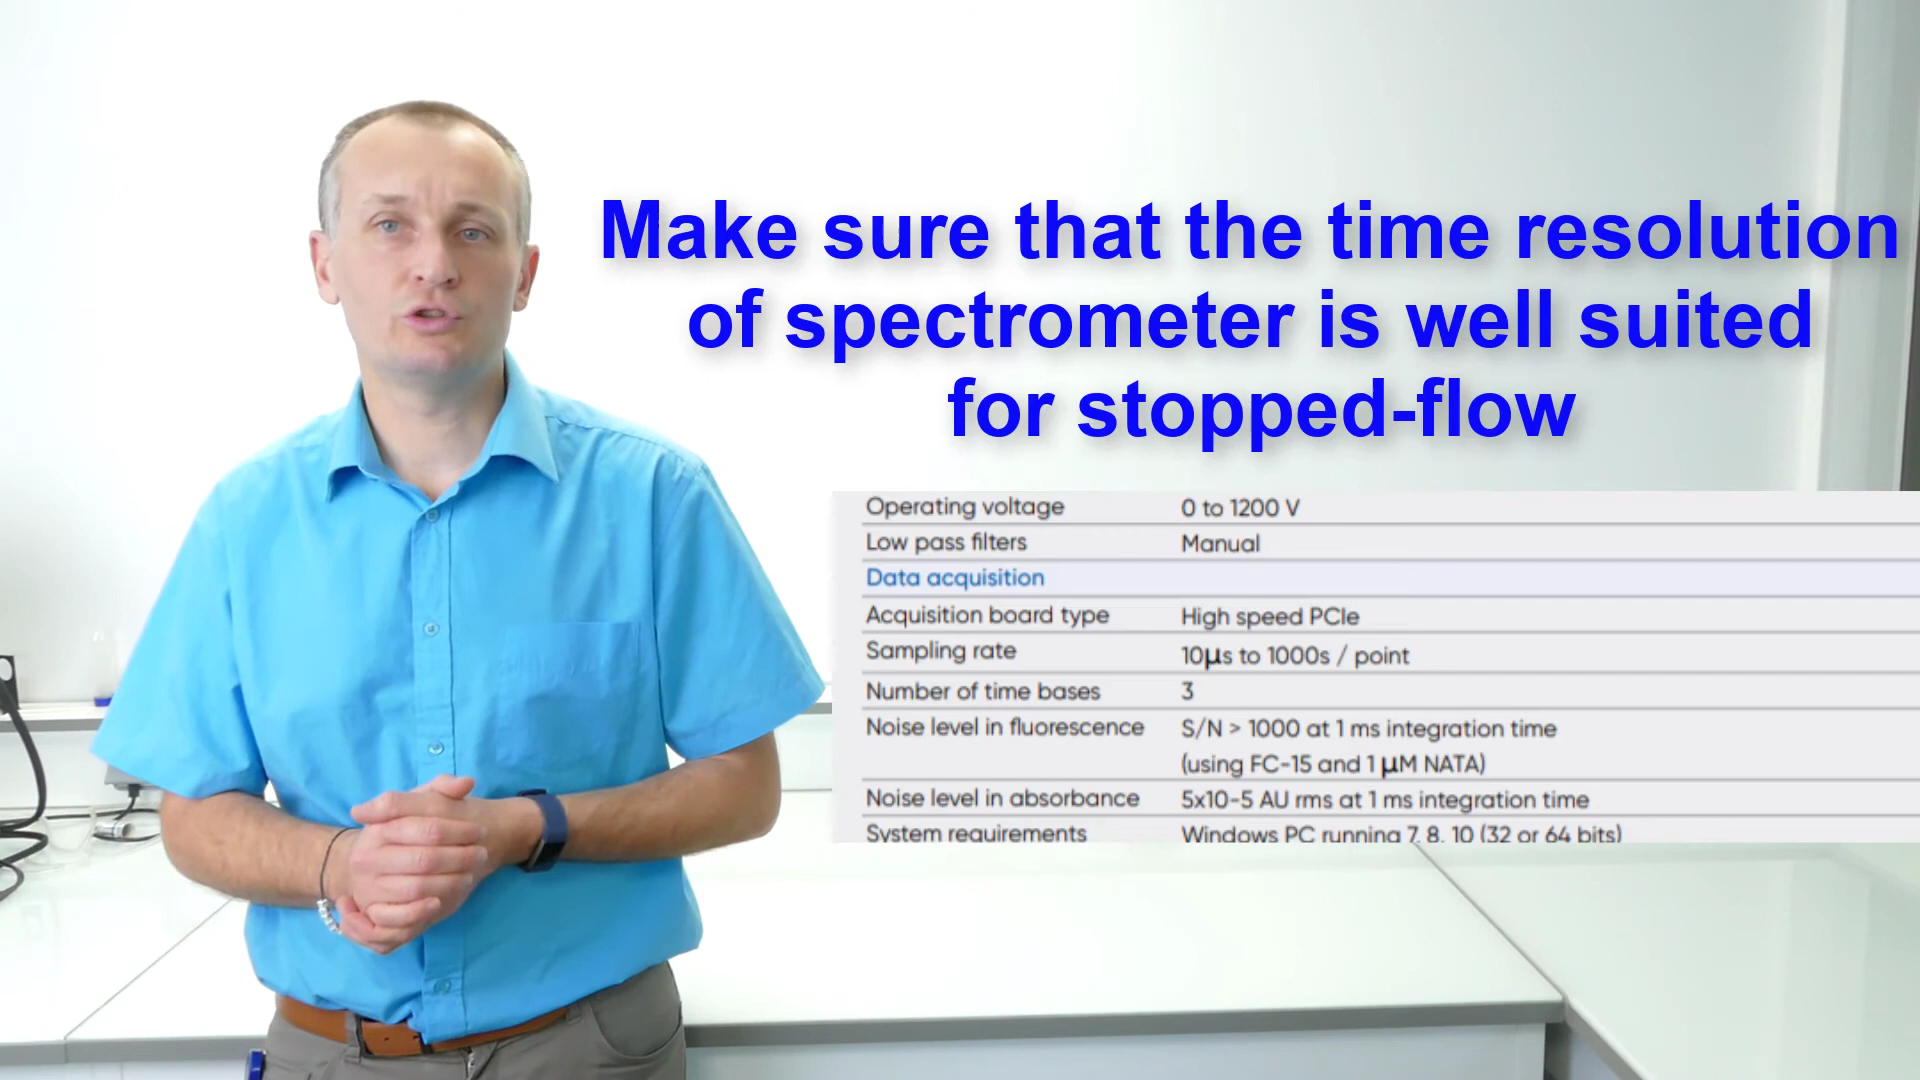 Make sure that the time resolution
of spectrometer is well suited
for stopped-flow
Operating voltage 0 to 1200 V
Low pass filters Manual
Data acquisition
Acquisition board type High speed PCIe
Sampling rate 10µs to 1000s / point
Number of time bases 3
Noise level in fluorescence S/N > 1000 at 1 ms integration time
(using FC-15 and 1 µM NATA)
Noise level in absorbance 5x10-5 AU rms at 1 ms integration time
System requirements Windows PC running 7, 8, 10 (32 or 64 bits)